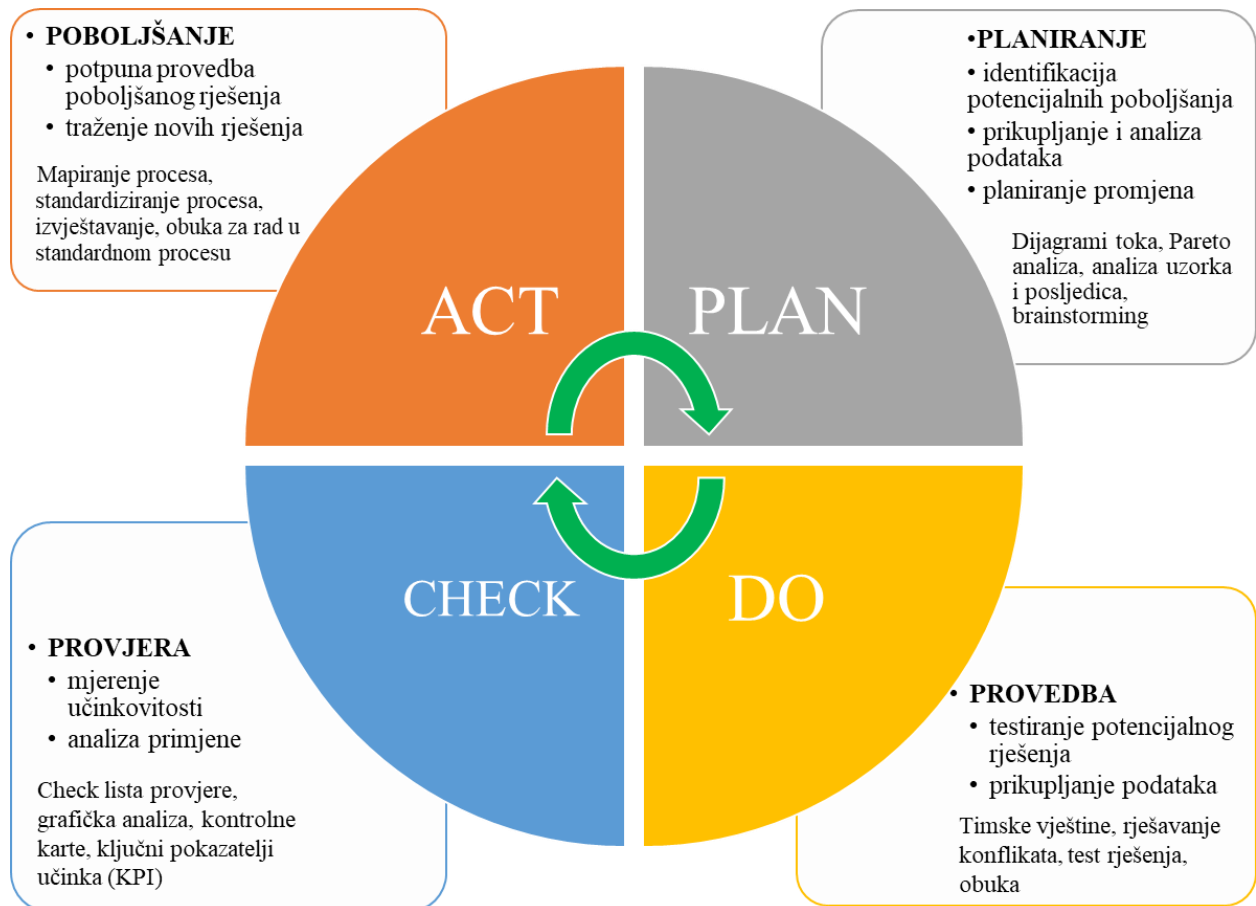 • POBOLJŠANJE
• potpuna provedba
poboljšanog rješenja
• traženje novih rješenja
Mapiranje procesa,
standardiziranje procesa,
izvještavanje, obuka za rad u
standardnom procesu
•PLANIRANJE
• identifikacija
potencijalnih poboljšanja
• prikupljanje i analiza
podataka
• planiranje promjena
Dijagrami toka, Pareto
analiza, analiza uzorka
i posljedica,
brainstorming
ACT
PLAN
CHECK
DO
• PROVJERA
• mjerenje
učinkovitosti
• analiza primjene
Check lista provjere,
grafička analiza, kontrolne
karte, ključni pokazatelji
učinka (KPI)
• PROVEDBA
• testiranje potencijalnog
rješenja
• prikupljanje podataka
Timske vještine, rješavanje
konflikata, test rješenja,
obuka